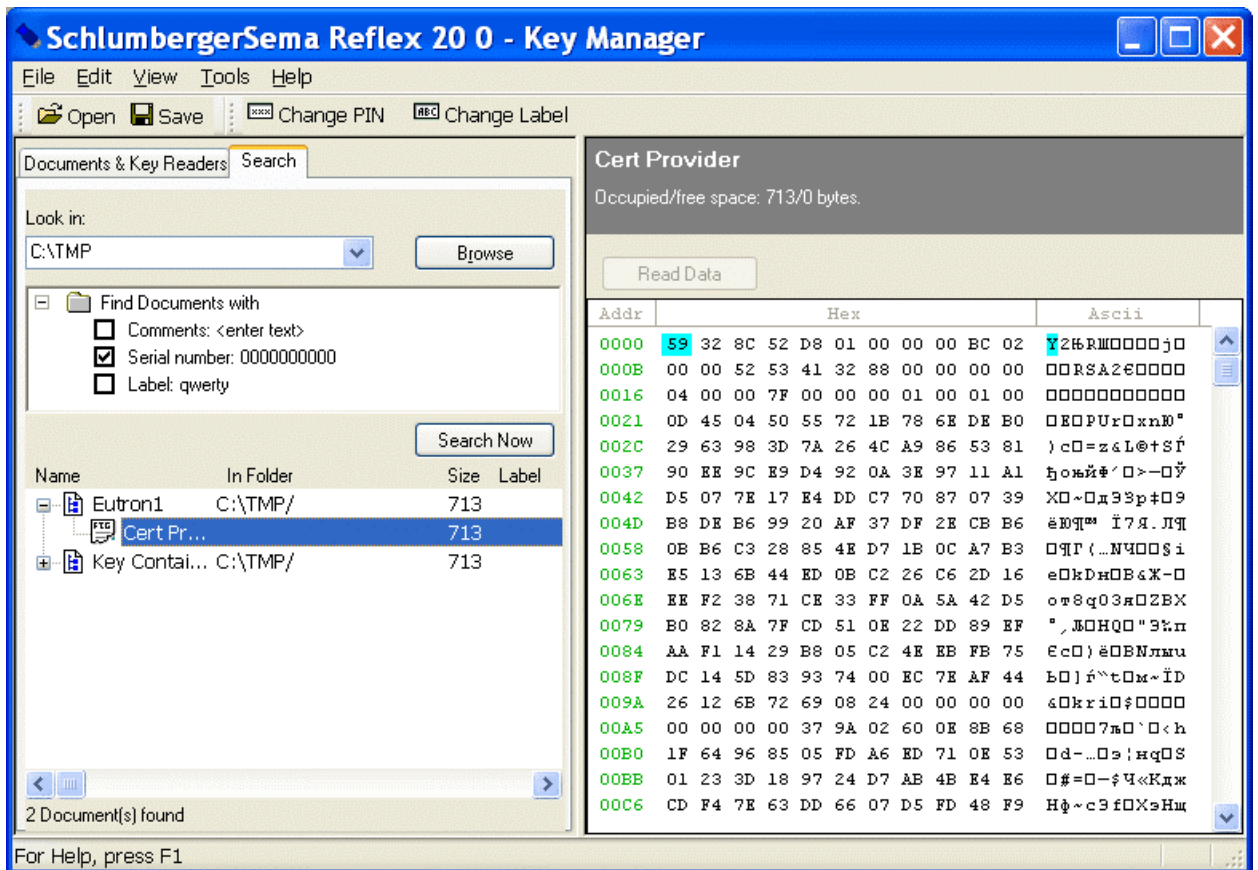 SchlumbergerSema Reflex 20 0 - Key Manager
File Edit View Tools Help
Open Save Change PIN Change Label
Documents & Key Readers Search
Look in:
C:\TMP
Browse
Find Documents with
Comments: <enter text>
Serial number: 0000000000
Label: qwerty
Search Now
Name In Folder Size Label
Eutron1 C:\TMP/ 713
Cert Pr... 713
Key Contai... C:\TMP/ 713
2 Document(s) found
For Help, press F1
Cert Provider
Occupied/free space: 713/0 bytes.
Read Data
Addr Hex Ascii
0000 59 32 8C 52 D8 01 00 00 00 BC 02
000B 00 00 52 53 41 32 88 00 00 00 00
0016 04 00 00 7F 00 00 00 01 00 01 00
0021 0D 45 04 50 55 72 1B 78 6E DE B0
002C 29 63 98 3D 7A 26 4C A9 86 53 81
0037 90 EE 9C E9 D4 92 0A 3E 97 11 A1
0042 D5 07 7E 17 E4 DD C7 70 87 07 39
004D B8 DE B6 99 20 AF 37 DF 2E CB B6
0058 0B B6 C3 28 85 4E D7 1B 0C A7 B3
0063 E5 13 6B 44 ED 0B C2 26 C6 2D 16
006E EE F2 38 71 CE 33 FF 0A 5A 42 D5
0079 B0 82 8A 7F CD 51 0E 22 DD 89 EF
0084 AA F1 14 29 B8 05 C2 4E EB FB 75
008F DC 14 5D 83 93 74 00 EC 7E AF 44
009A 26 12 6B 72 69 08 24 00 00 00 00
00A5 00 00 00 00 37 9A 02 60 0E 8B 68
00B0 1F 64 96 85 05 FD A6 ED 71 0E 53
00BB 01 23 3D 18 97 24 D7 AB 4B E4 E6
00C6 CD F4 7E 63 DD 66 07 D5 FD 48 F9